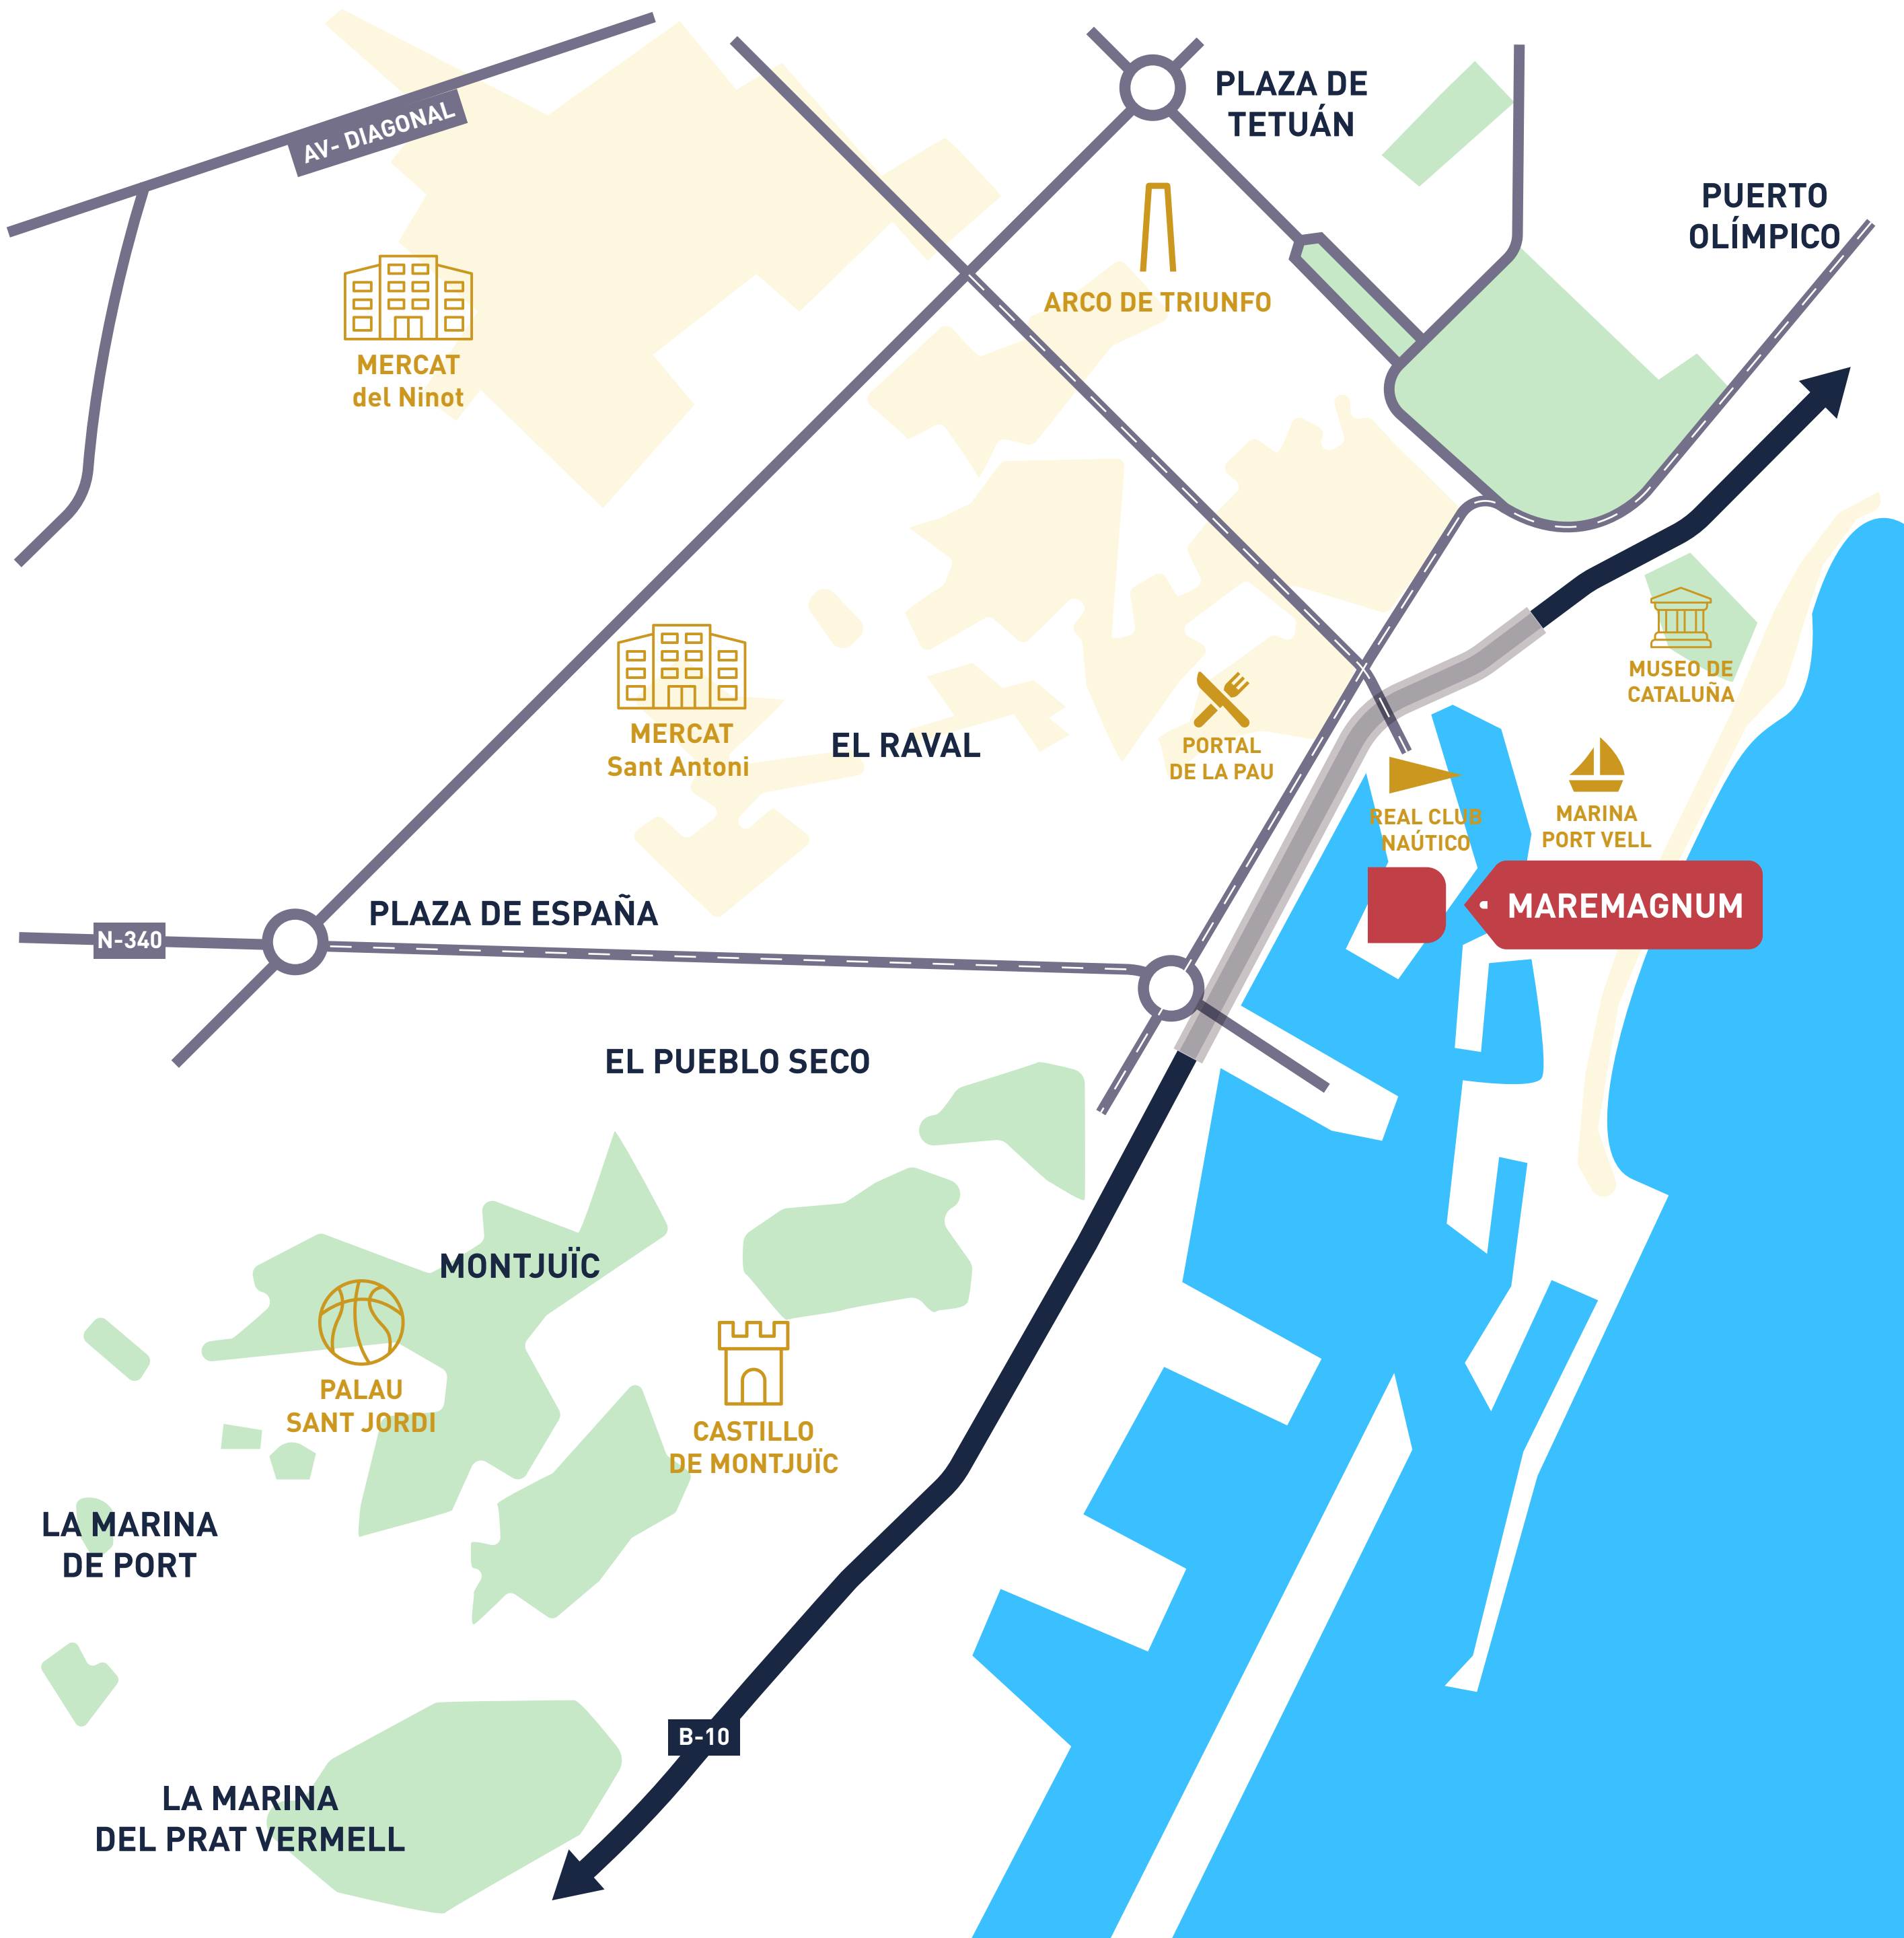 PLAZA DE
TETUÁN
AV- DIAGONAL
PUERTO
OLÍMPICO
ARCO DE TRIUNFO
MERCAT
del Ninot
MUSEO DE
CATALUÑA
MERCAT
Sant Antoni
EL RAVAL
PORTAL
DE LA PAU
REAL CLUB
NAÚTICO
MARINA
PORT VELL
MAREMAGNUM
PLAZA DE ESPAÑA
N-340
EL PUEBLO SECO
MONTJUÏC
PALAU
SANT JORDI
CASTILLO
DE MONTJUÏC
LA MARINA
DE PORT
B-10
LA MARINA
DEL PRAT VERMELL